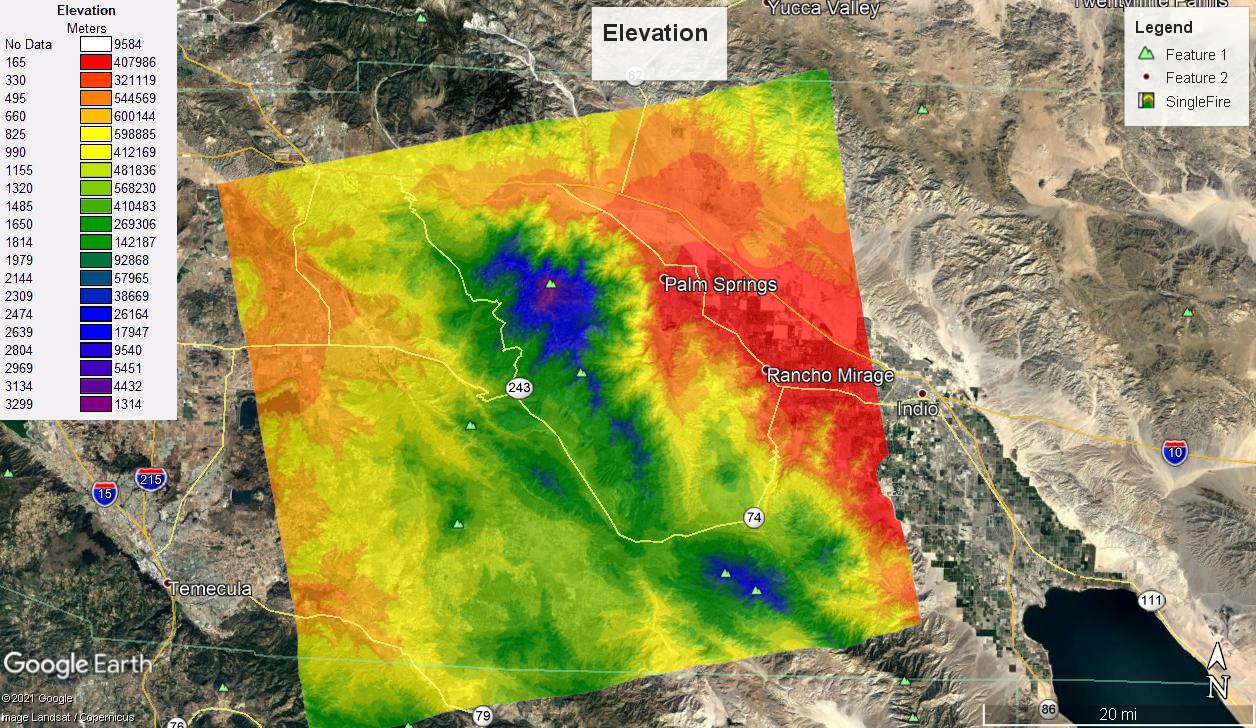 Elevation
Meters
No Data 9584
165 407986
330 321119
495 544569
660 600144
825 598885
990 412169
1155 481836
1320 568230
1485 410483
1650 269306
1814 142187
1979 92868
2144 57965
2309 38669
2474 26164
2639 17947
2804 9540
2969 5451
3134 4432
3299 1314
Elevation
Legend
Feature 1
Feature 2
SingleFire
Yucca Valley
Twentynine Palms
62
Palm Springs
Rancho Mirage
243
Indio
10
215
15
74
Temecula
111
Google Earth
©2021 Google
Image Landsat / Copernicus
76
79
86
20 mi
N